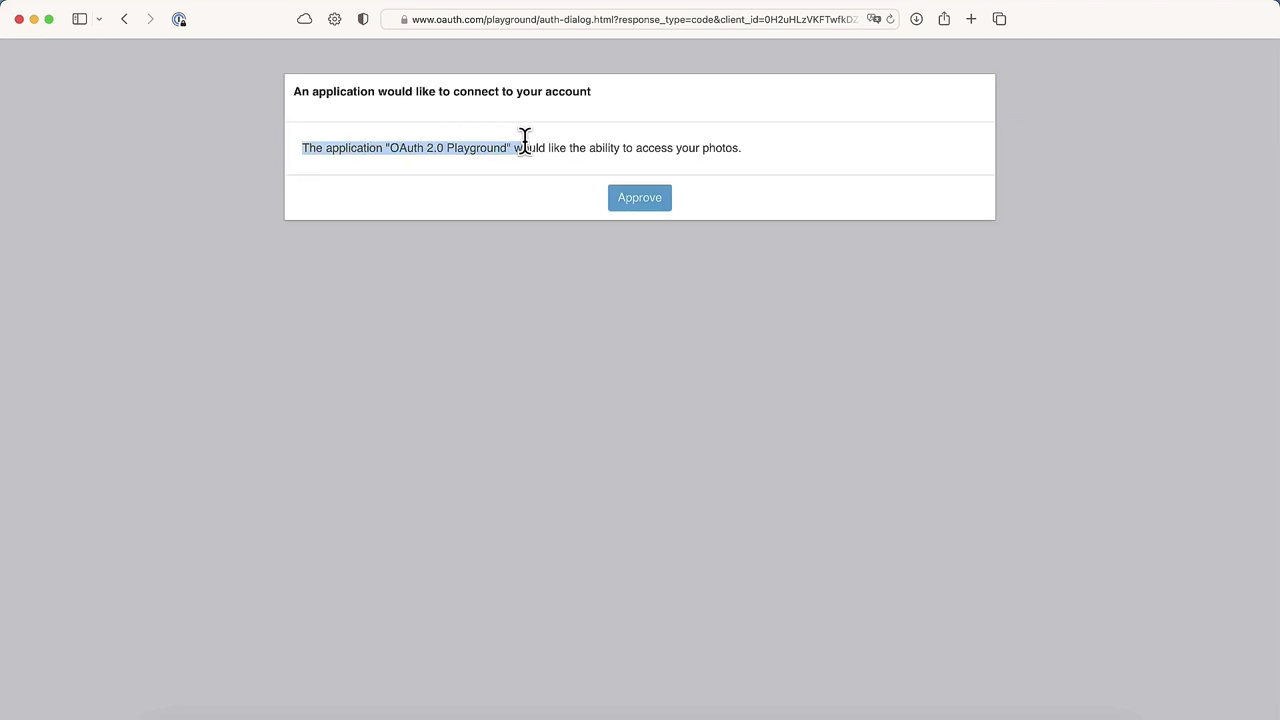 www.oauth.com/playground/auth-dialog.html?response_type=code&client_id=0H2uHLzVKFTwfkDZ
An application would like to connect to your account
The application "OAuth 2.0 Playground" would like the ability to access your photos.
Approve